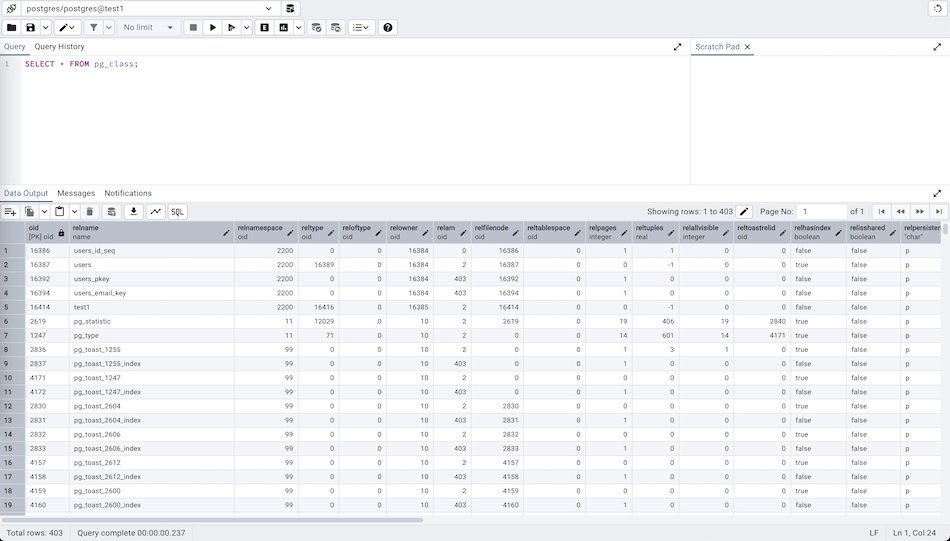 postgres/postgres@test1
No limit
Query Query History Scratch Pad
1 SELECT * FROM pg_class;
Data Output Messages Notifications
SQL Showing rows: 1 to 403 Page No: 1 of 1
oid relname relnamespace reltype reloftype relowner relam relfilenode reltablespace relpages reltuples relallvisible reltoastrelid relhasindex relisshared relpersisten
[PK] oid name oid oid oid oid oid oid oid integer real integer oid boolean boolean "char"
1 16386 users_id_seq 2200 0 0 16384 0 16386 0 1 1 0 0 false false p
2 16387 users 2200 16389 0 16384 2 16387 0 0 -1 0 0 true false p
3 16392 users_pkey 2200 0 0 16384 403 16392 0 1 0 0 0 false false p
4 16394 users_email_key 2200 0 0 16384 403 16394 0 1 0 0 0 false false p
5 16414 test1 2200 16416 0 16385 2 16414 0 0 -1 0 0 false false p
6 2619 pg_statistic 11 12029 0 10 2 2619 0 19 406 19 2840 true false p
7 1247 pg_type 11 71 0 10 2 0 0 14 601 14 4171 true false p
8 2836 pg_toast_1255 99 0 0 10 2 0 0 1 3 1 0 true false p
9 2837 pg_toast_1255_index 99 0 0 10 403 0 0 1 0 0 0 false false p
10 4171 pg_toast_1247 99 0 0 10 2 0 0 0 0 0 0 true false p
11 4172 pg_toast_1247_index 99 0 0 10 403 0 0 1 0 0 0 false false p
12 2830 pg_toast_2604 99 0 0 10 2 2830 0 0 0 0 0 true false p
13 2831 pg_toast_2604_index 99 0 0 10 403 2831 0 1 0 0 0 false false p
14 2832 pg_toast_2606 99 0 0 10 2 2832 0 0 0 0 0 true false p
15 2833 pg_toast_2606_index 99 0 0 10 403 2833 0 1 0 0 0 false false p
16 4157 pg_toast_2612 99 0 0 10 2 4157 0 0 0 0 0 true false p
17 4158 pg_toast_2612_index 99 0 0 10 403 4158 0 1 0 0 0 false false p
18 4159 pg_toast_2600 99 0 0 10 2 4159 0 0 0 0 0 true false p
19 4160 pg_toast_2600_index 99 0 0 10 403 4160 0 1 0 0 0 false false p
Total rows: 403 Query complete 00:00:00.237 LF Ln 1, Col 24